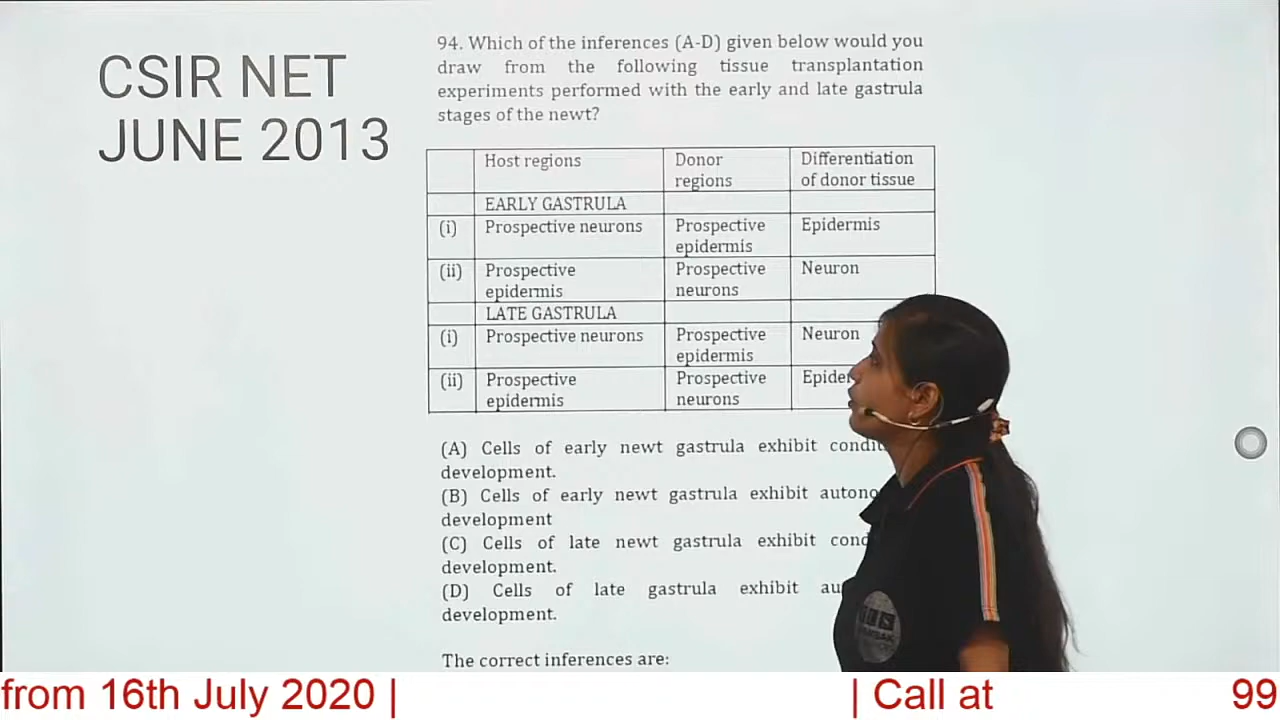 CSIR NET
JUNE 2013
94. Which of the inferences (A-D) given below would you
draw from the following tissue transplantation
experiments performed with the early and late gastrula
stages of the newt?
Host regions Donor regions Differentiation of donor tissue
EARLY GASTRULA
(i) Prospective neurons Prospective epidermis Epidermis
(ii) Prospective epidermis Prospective neurons Neuron
LATE GASTRULA
(i) Prospective neurons Prospective epidermis Neuron
(ii) Prospective epidermis Prospective neurons
(A) Cells of early newt gastrula exhibit
development.
(B) Cells of early newt gastrula exhibit
development
(C) Cells of late newt gastrula exhibit
development.
(D) Cells of late gastrula exhibit
development.
The correct inferences are:
from 16th July 2020 | | Call at 99